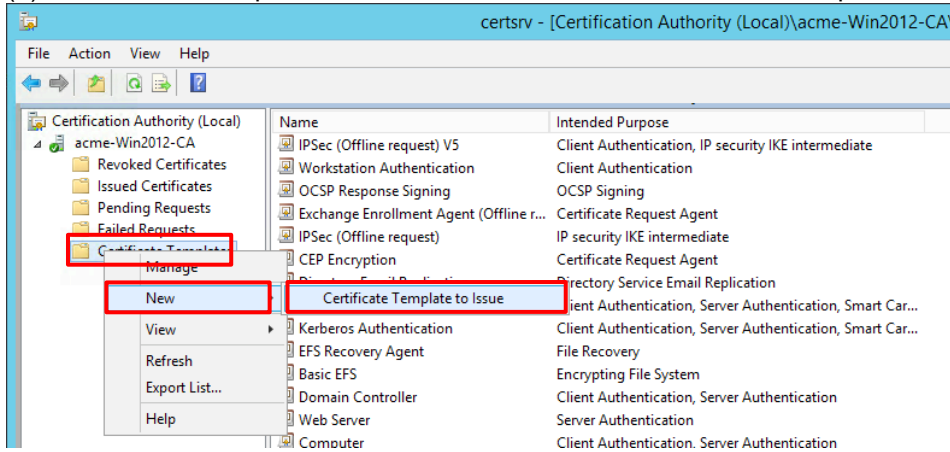 certsrv - [Certification Authority (Local)\acme-Win2012-CA\
File Action View Help
Certification Authority (Local)
acme-Win2012-CA
Revoked Certificates
Issued Certificates
Pending Requests
Failed Requests
Certificate Templates
Manage
New
View
Refresh
Export List...
Help
Certificate Template to Issue
Name Intended Purpose
IPSec (Offline request) V5 Client Authentication, IP security IKE intermediate
Workstation Authentication Client Authentication
OCSP Response Signing OCSP Signing
Exchange Enrollment Agent (Offline r... Certificate Request Agent
IPSec (Offline request) IP security IKE intermediate
CEP Encryption Certificate Request Agent
Directory Email Replication Directory Service Email Replication
Client Authentication, Server Authentication, Smart Car...
Kerberos Authentication Client Authentication, Server Authentication, Smart Car...
EFS Recovery Agent File Recovery
Basic EFS Encrypting File System
Domain Controller Client Authentication, Server Authentication
Web Server Server Authentication
Computer Client Authentication, Server Authentication